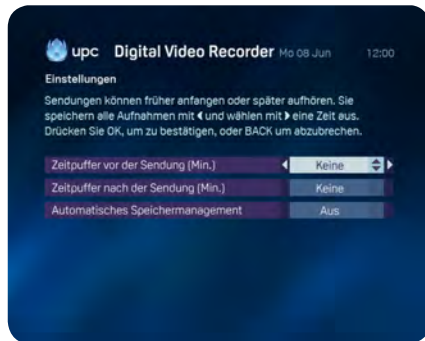 upc Digital Video Recorder Mo 08 Jun 12:00
Einstellungen
Sendungen können früher anfangen oder später aufhören. Sie
speichern alle Aufnahmen mit ◀ und wählen mit ▶ eine Zeit aus.
Drücken Sie OK, um zu bestätigen, oder BACK um abzubrechen.
Zeitpuffer vor der Sendung (Min.) Keine
Zeitpuffer nach der Sendung (Min.) Keine
Automatisches Speichermanagement Aus